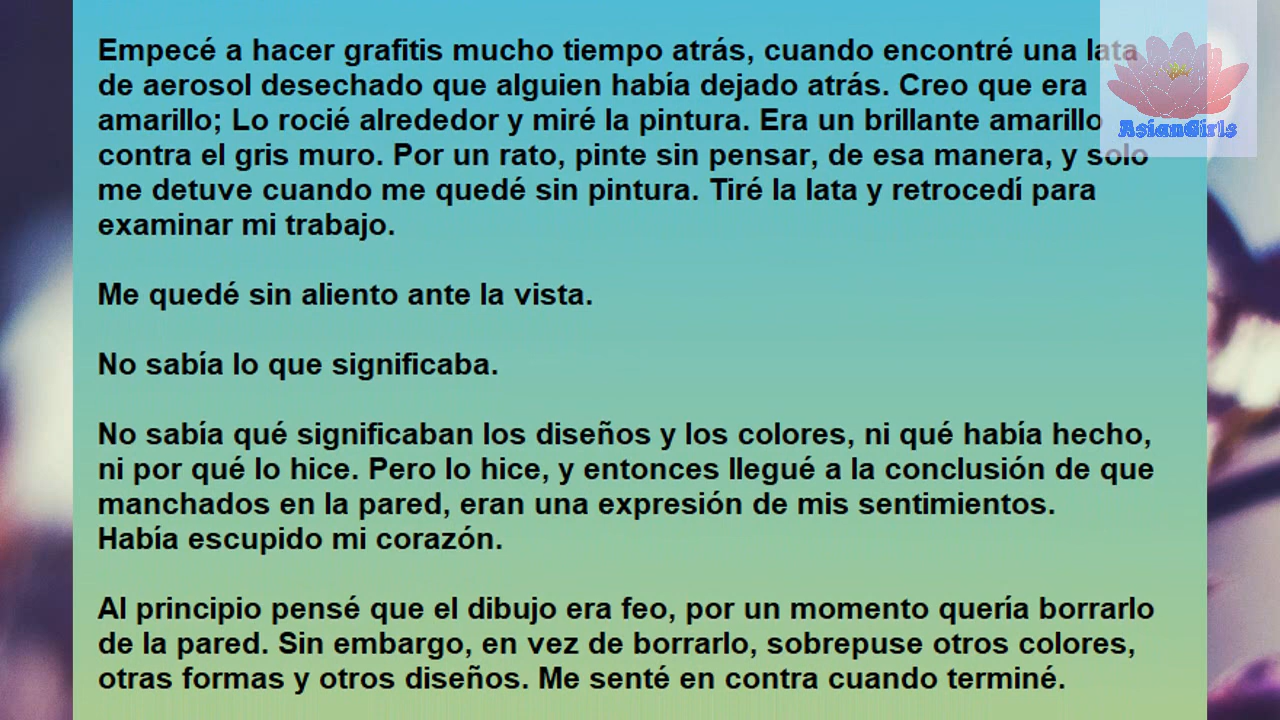 Empecé a hacer grafitis mucho tiempo atrás, cuando encontré una lata
de aerosol desechado que alguien había dejado atrás. Creo que era
amarillo; Lo rocié alrededor y miré la pintura. Era un brillante amarillo
contra el gris muro. Por un rato, pinte sin pensar, de esa manera, y solo
me detuve cuando me quedé sin pintura. Tiré la lata y retrocedí para
examinar mi trabajo.
Me quedé sin aliento ante la vista.
No sabía lo que significaba.
No sabía qué significaban los diseños y los colores, ni qué había hecho,
ni por qué lo hice. Pero lo hice, y entonces llegué a la conclusión de que
manchados en la pared, eran una expresión de mis sentimientos.
Había escupido mi corazón.
Al principio pensé que el dibujo era feo, por un momento quería borrarlo
de la pared. Sin embargo, en vez de borrarlo, sobrepuse otros colores,
otras formas y otros diseños. Me senté en contra cuando terminé.
AsianGirls